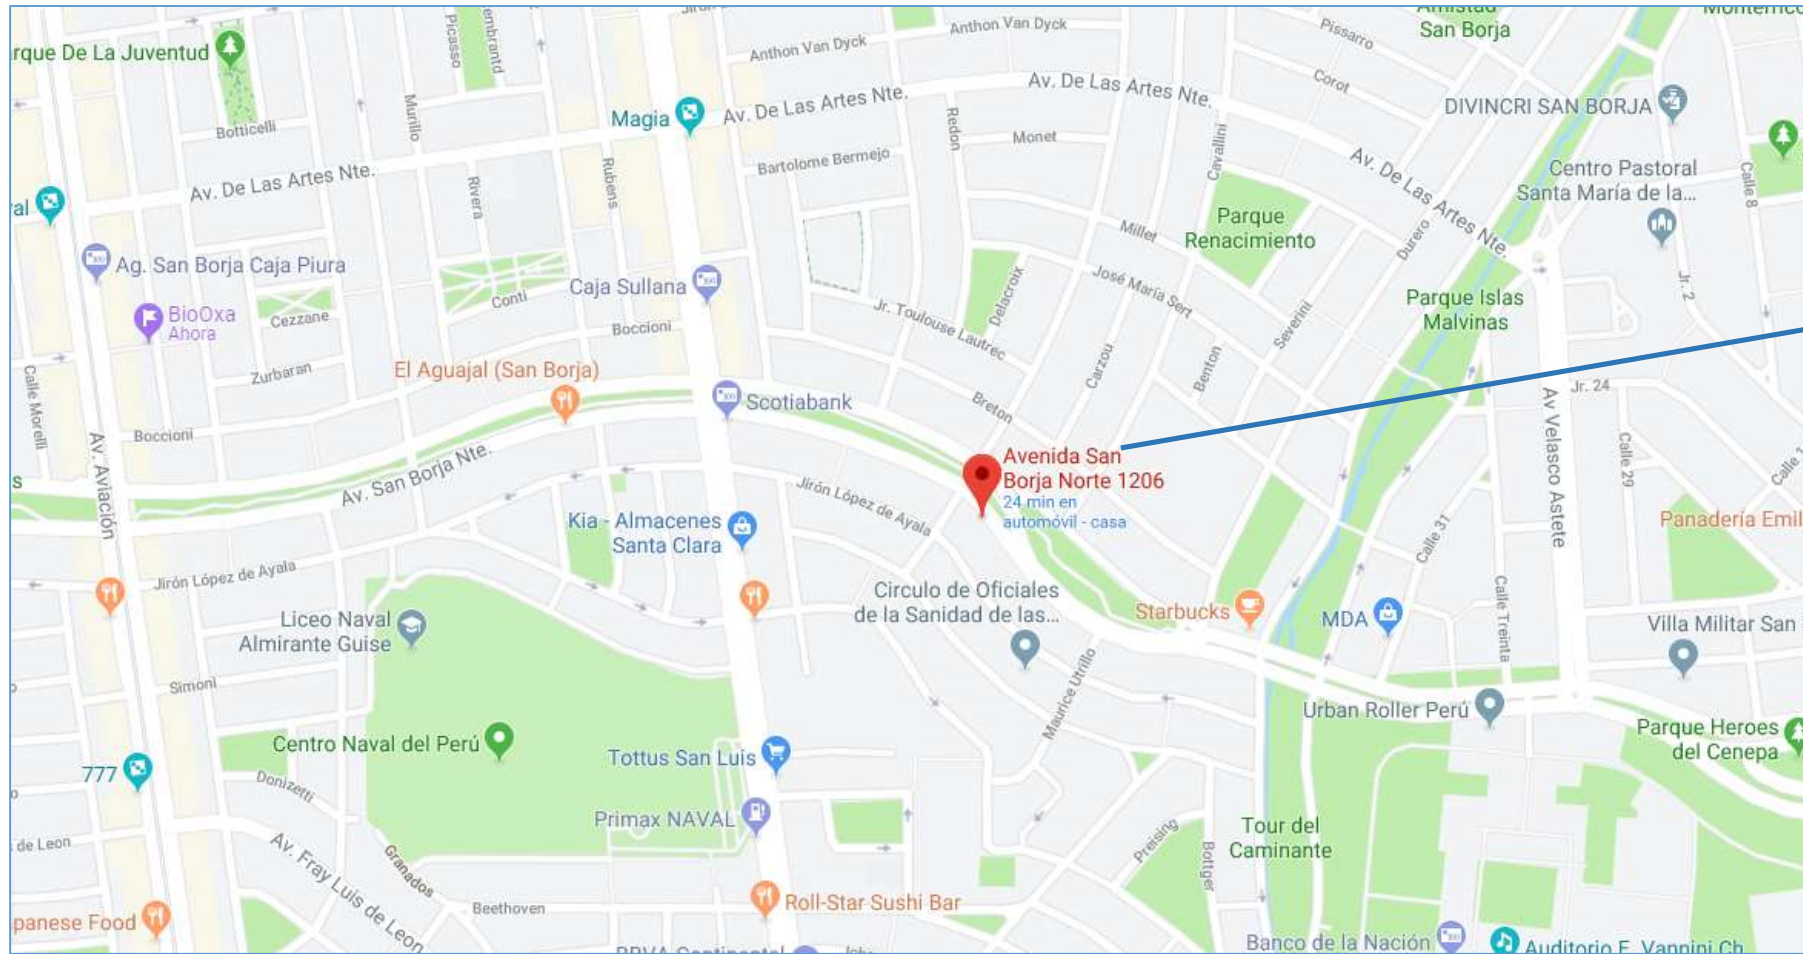 Picasso
Anthon Van Dyck
Anthon Van Dyck
Pissarro
San Borja
rque De La Juventud
Corot
Av. De Las Artes Nte.
Murillo
Magia
Av. De Las Artes Nte.
DIVINCRI SAN BORJA
Botticelli
Redon
Monet
Cavallini
Bartolome Bermejo
Av. De Las Artes Nte.
Centro Pastoral
Santa María de la...
Calle 8
Av. De Las Artes Nte.
Rivera
Rubens
al
Parque
Renacimiento
Millet
Durero
Ag. San Borja Caja Piura
Caja Sullana
Conti
Delacroix
José María Sert
Jr. 2
Parque Islas
Malvinas
BioOxa
Ahora
Cezzane
Boccioni
Jr. Toulouse Lautrec
Severini
Calle Morelli
Zurbaran
El Aguajal (San Borja)
Carzou
Benton
Jr. 24
Scotiabank
Breton
Av Velasco Astete
Boccioni
Av. Aviación
Av. San Borja Nte.
Avenida San
Borja Norte 1206
24 min en
automóvil - casa
Calle 29
s
Jirón López de Ayala
Kia - Almacenes
Santa Clara
Calle 31
Panadería Emil
Jirón López de Ayala
Circulo de Oficiales
de la Sanidad de las...
Starbucks
MDA
Calle Treinta
Liceo Naval
Almirante Guise
Villa Militar San
Simoni
Maurice Utrillo
Urban Roller Perú
Centro Naval del Perú
Tottus San Luis
Parque Heroes
del Cenepa
777
Donizetti
Primax NAVAL
Tour del
Caminante
de Leon
Av. Fray Luis de Leon
Granados
Preising
Bottger
Beethoven
Roll-Star Sushi Bar
panese Food
Banco de la Nación
Auditorio F. Vannini Ch